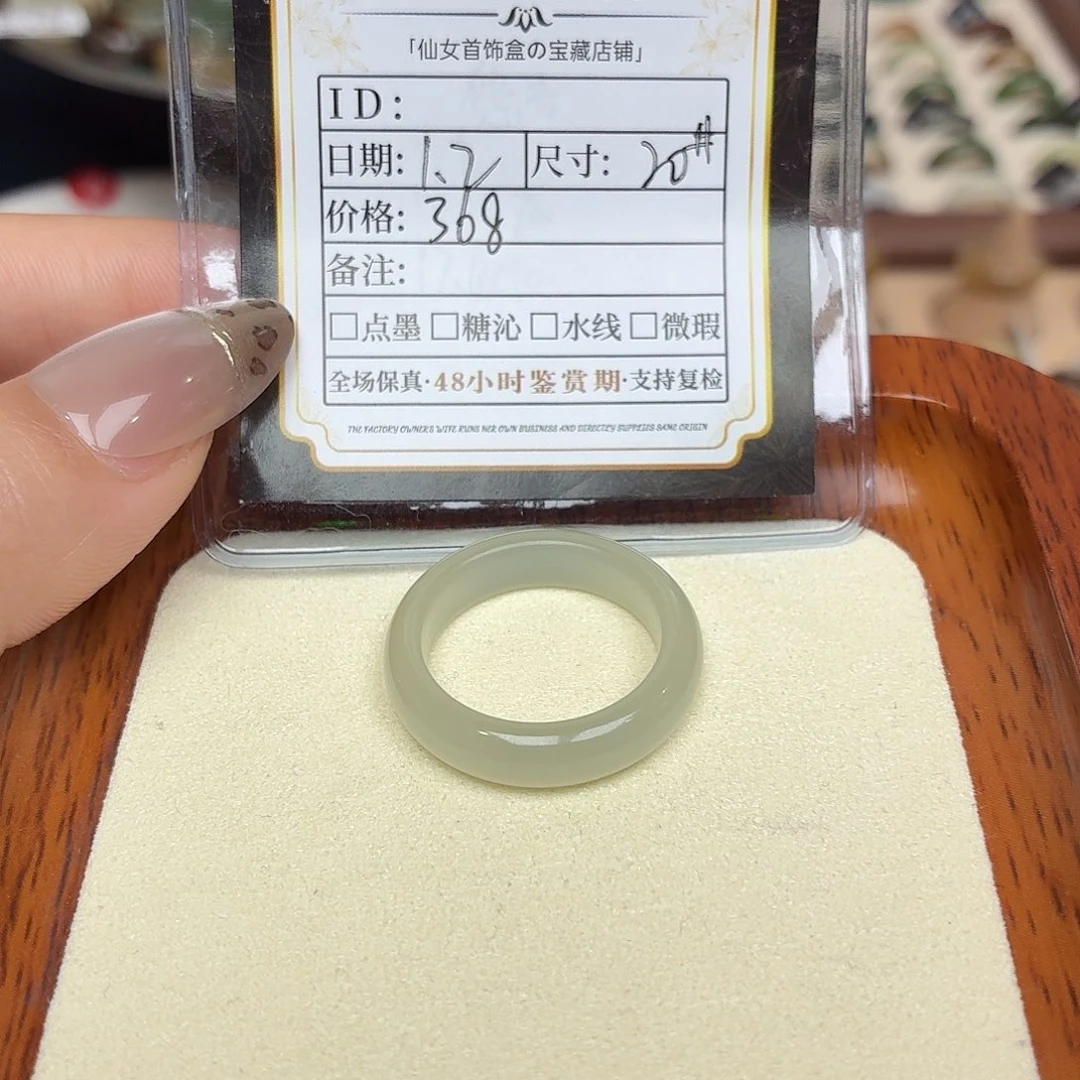 「仙女首饰盒の宝藏店铺」
ID:
日期: 1.2 尺寸: 20#
价格: 368
备注:
□点墨 □糖沁 □水线 □微瑕
全场保真·48小时鉴赏期·支持复检
THE FACTORY OWNER'S WIFE RUNS HER OWN BUSINESS AND DIRECTLY SUPPLIES SAME ORIGIN